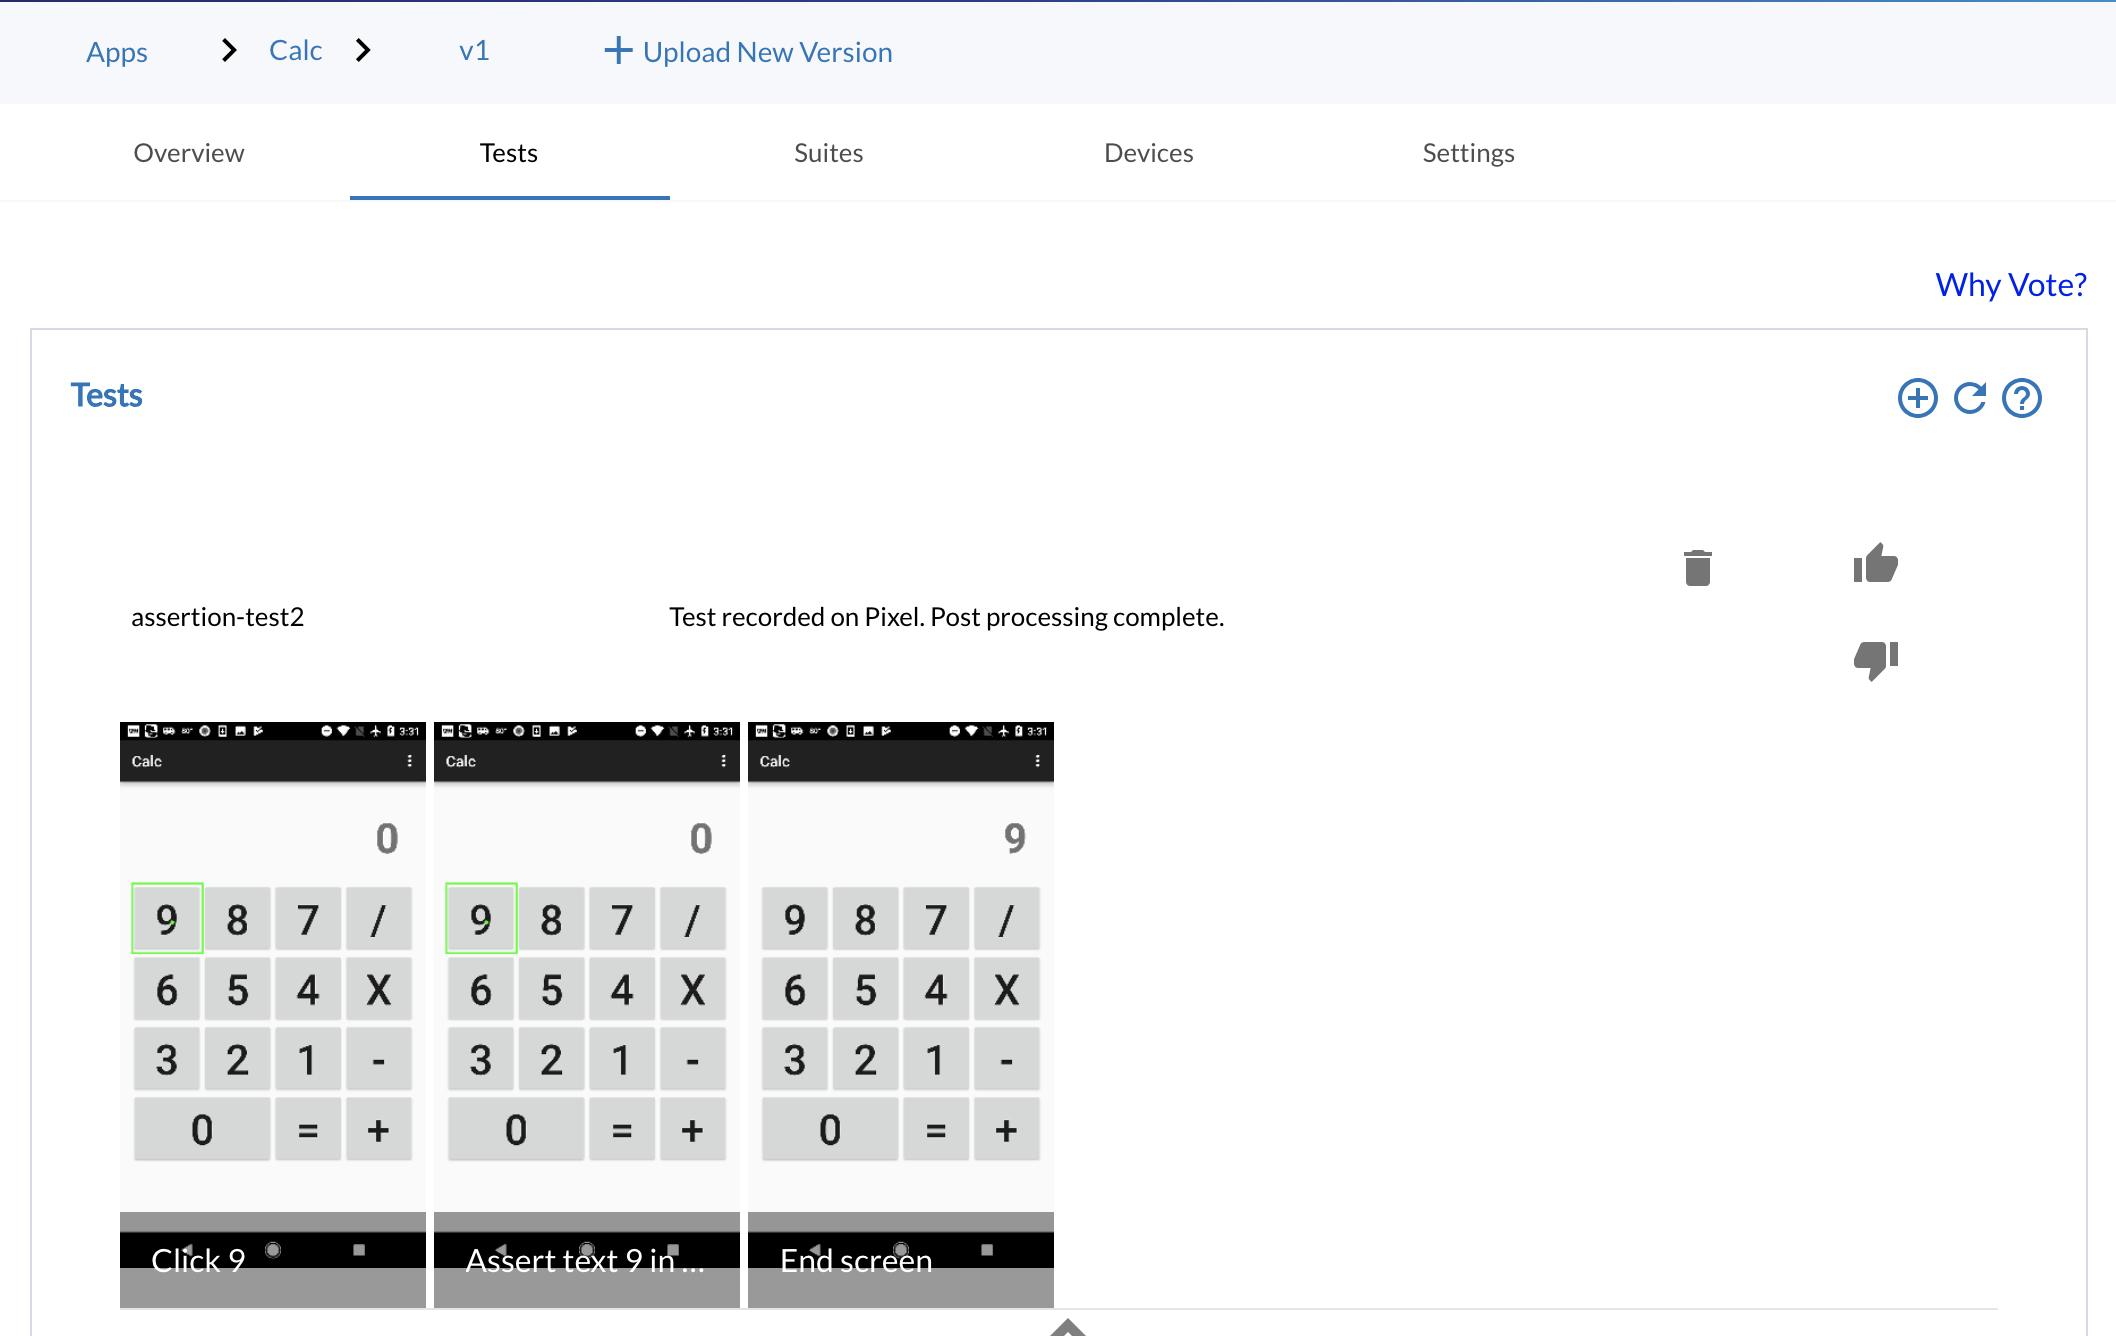 Apps Calc v1 Upload New Version
Overview Tests Suites Devices Settings
Why Vote?
Tests
assertion-test2 Test recorded on Pixel. Post processing complete.
3:31
Calc
0
9 8 7 /
6 5 4 X
3 2 1 -
0 = +
Click 9
3:31
Calc
0
9 8 7 /
6 5 4 X
3 2 1 -
0 = +
Assert text 9 in ...
3:31
Calc
9
9 8 7 /
6 5 4 X
3 2 1 -
0 = +
End screen